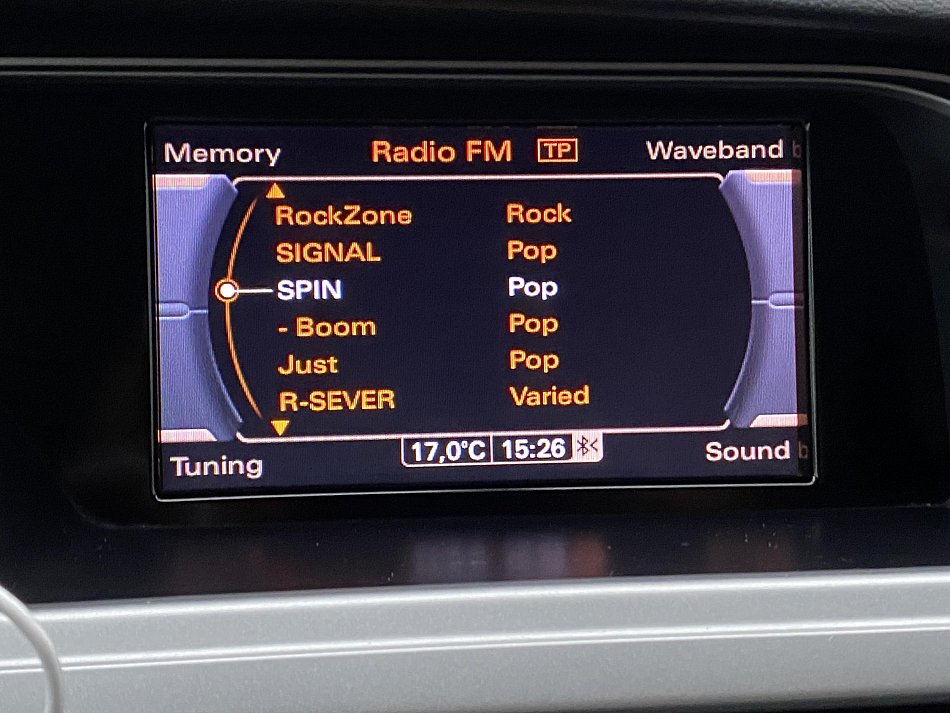 Memory Radio FM TP Waveband
RockZone Rock
SIGNAL Pop
SPIN Pop
- Boom Pop
Just Pop
R-SEVER Varied
17,0°C 15:26
Tuning Sound